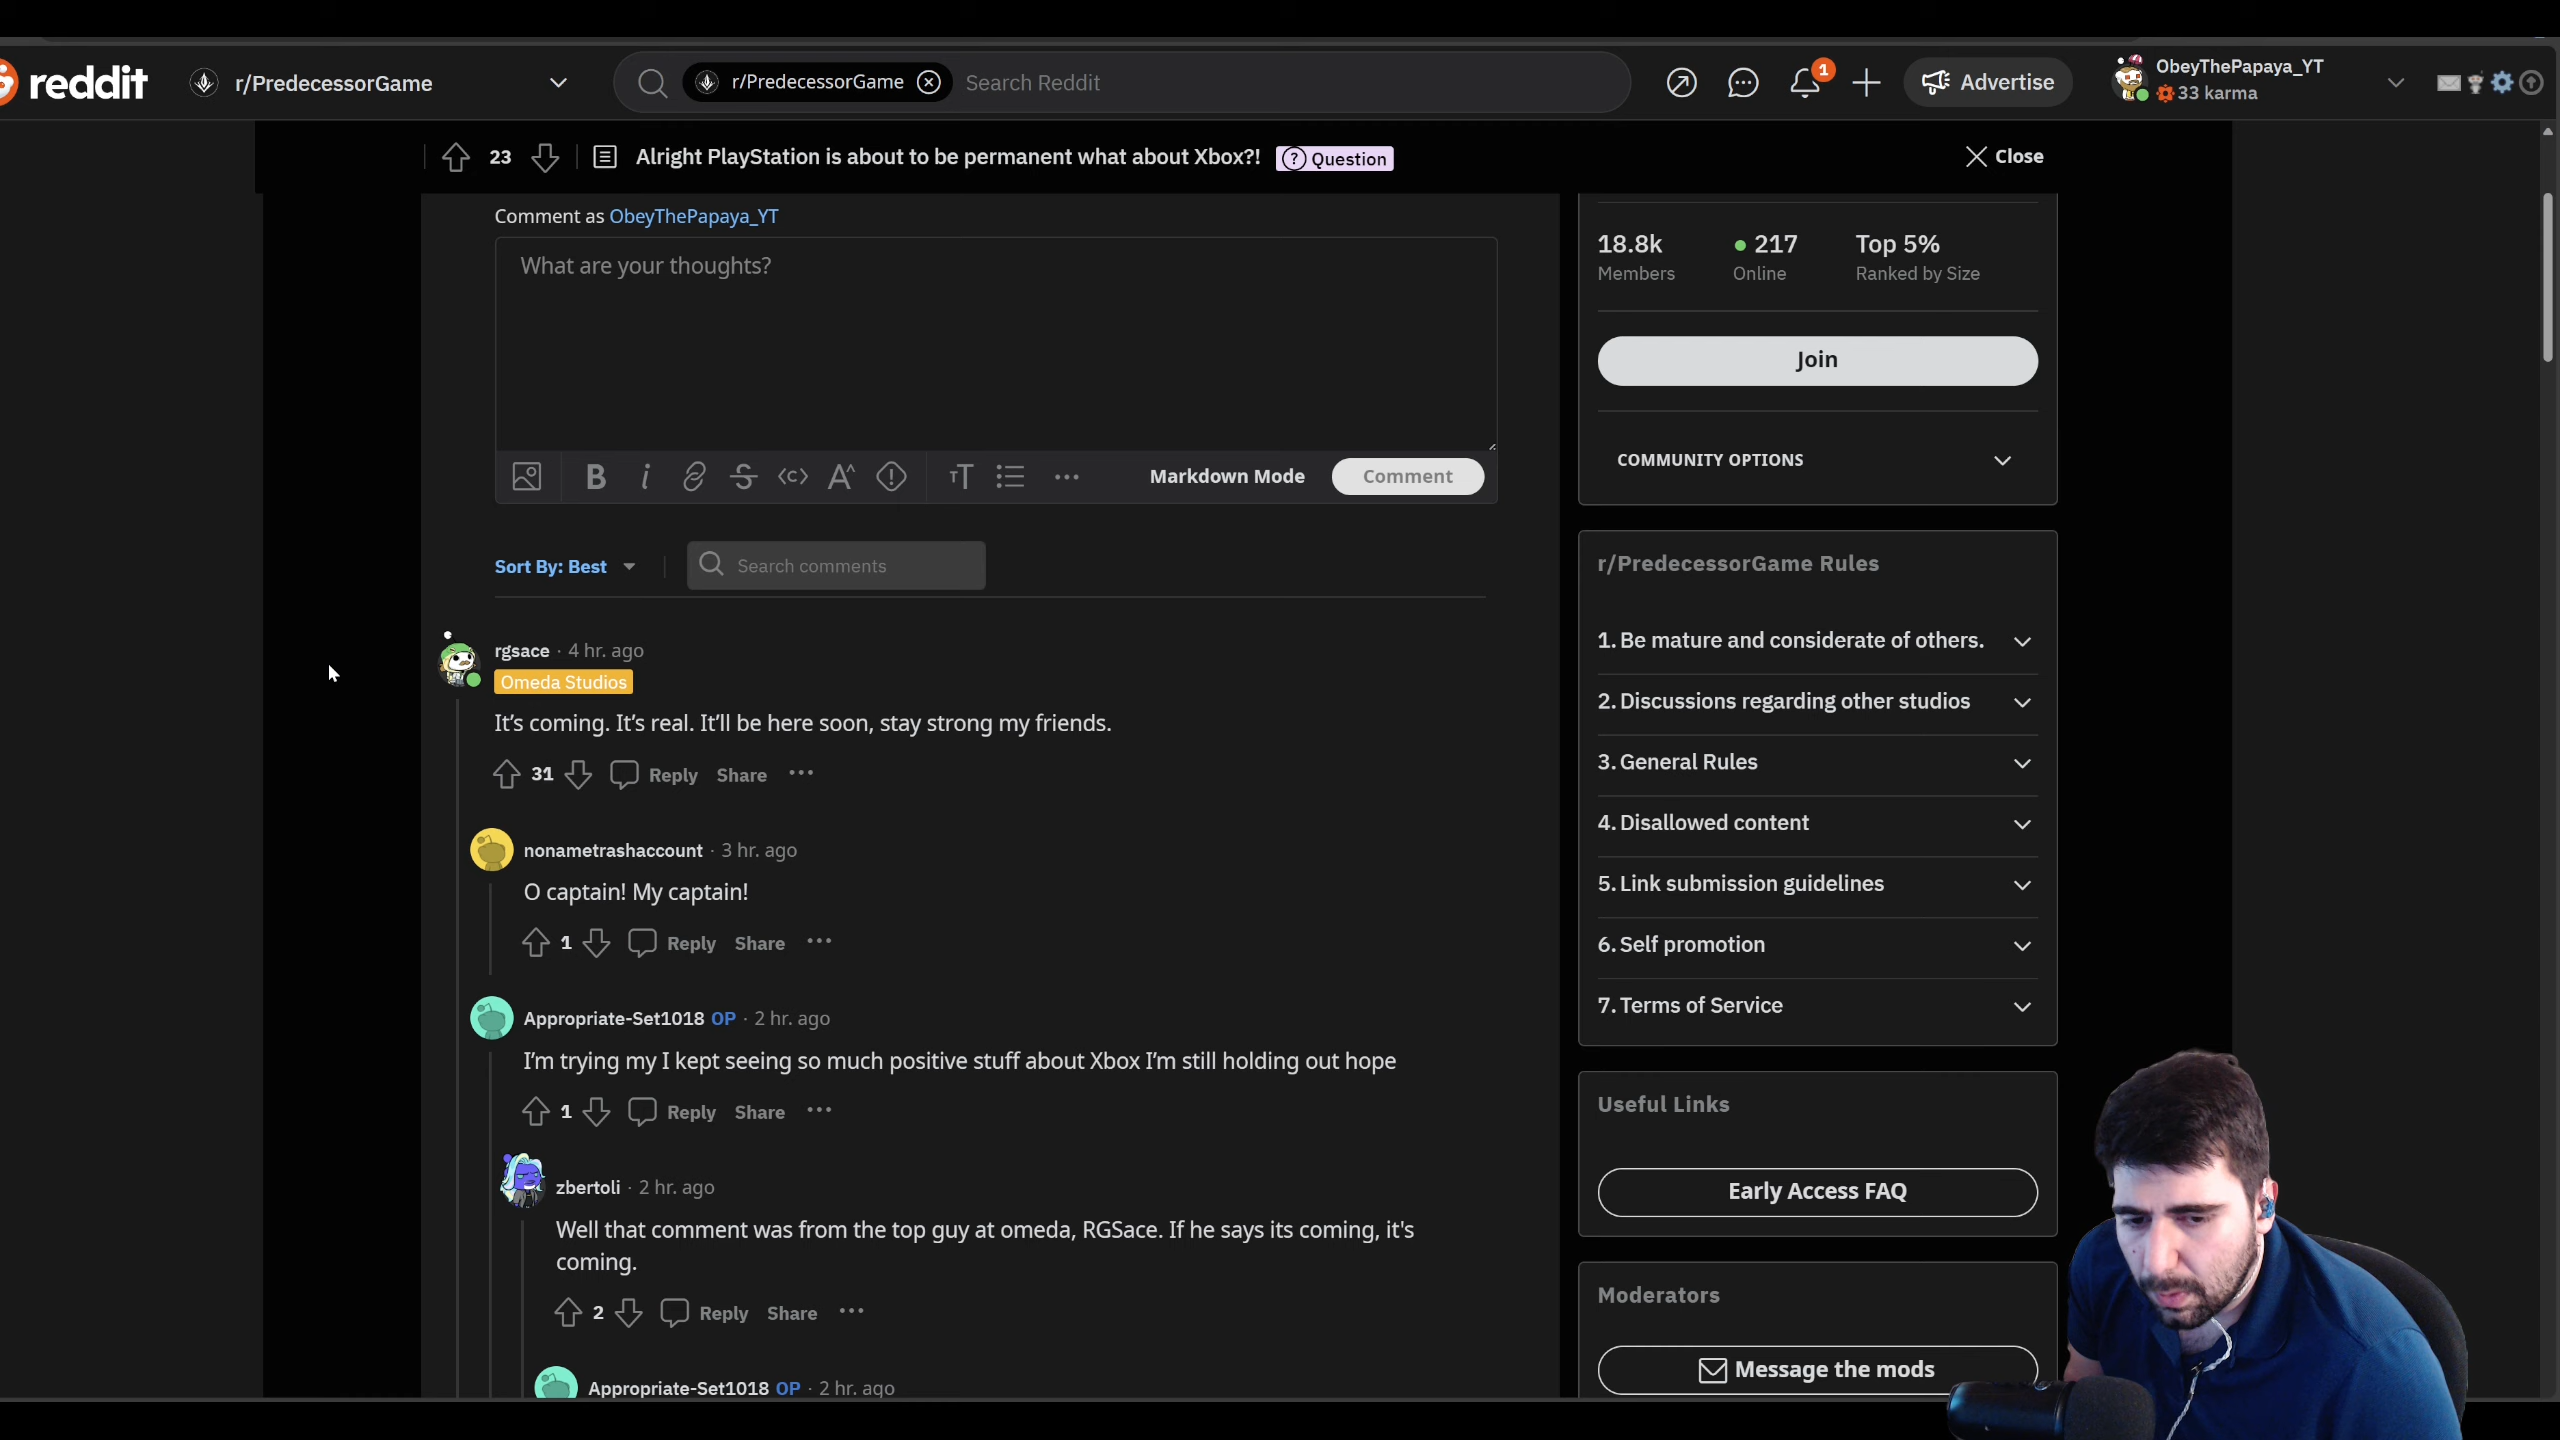 reddit
r/PredecessorGame
r/PredecessorGame
Search Reddit
1
Advertise
ObeyThePapaya_YT
33 karma
23
Alright PlayStation is about to be permanent what about Xbox?!
? Question
Close
Comment as ObeyThePapaya_YT
What are your thoughts?
Markdown Mode
Comment
Sort By: Best
Search comments
rgsace · 4 hr. ago
Omeda Studios
It's coming. It's real. It'll be here soon, stay strong my friends.
31 Reply Share
nonametrashaccount · 3 hr. ago
O captain! My captain!
1 Reply Share
Appropriate-Set1018 OP · 2 hr. ago
I'm trying my I kept seeing so much positive stuff about Xbox I'm still holding out hope
1 Reply Share
zbertoli · 2 hr. ago
Well that comment was from the top guy at omeda, RGSace. If he says its coming, it's
coming.
2 Reply Share
Appropriate-Set1018 OP · 2 hr. ago
18.8k 217 Top 5%
Members Online Ranked by Size
Join
COMMUNITY OPTIONS
r/PredecessorGame Rules
1. Be mature and considerate of others.
2. Discussions regarding other studios
3. General Rules
4. Disallowed content
5. Link submission guidelines
6. Self promotion
7. Terms of Service
Useful Links
Early Access FAQ
Moderators
Message the mods